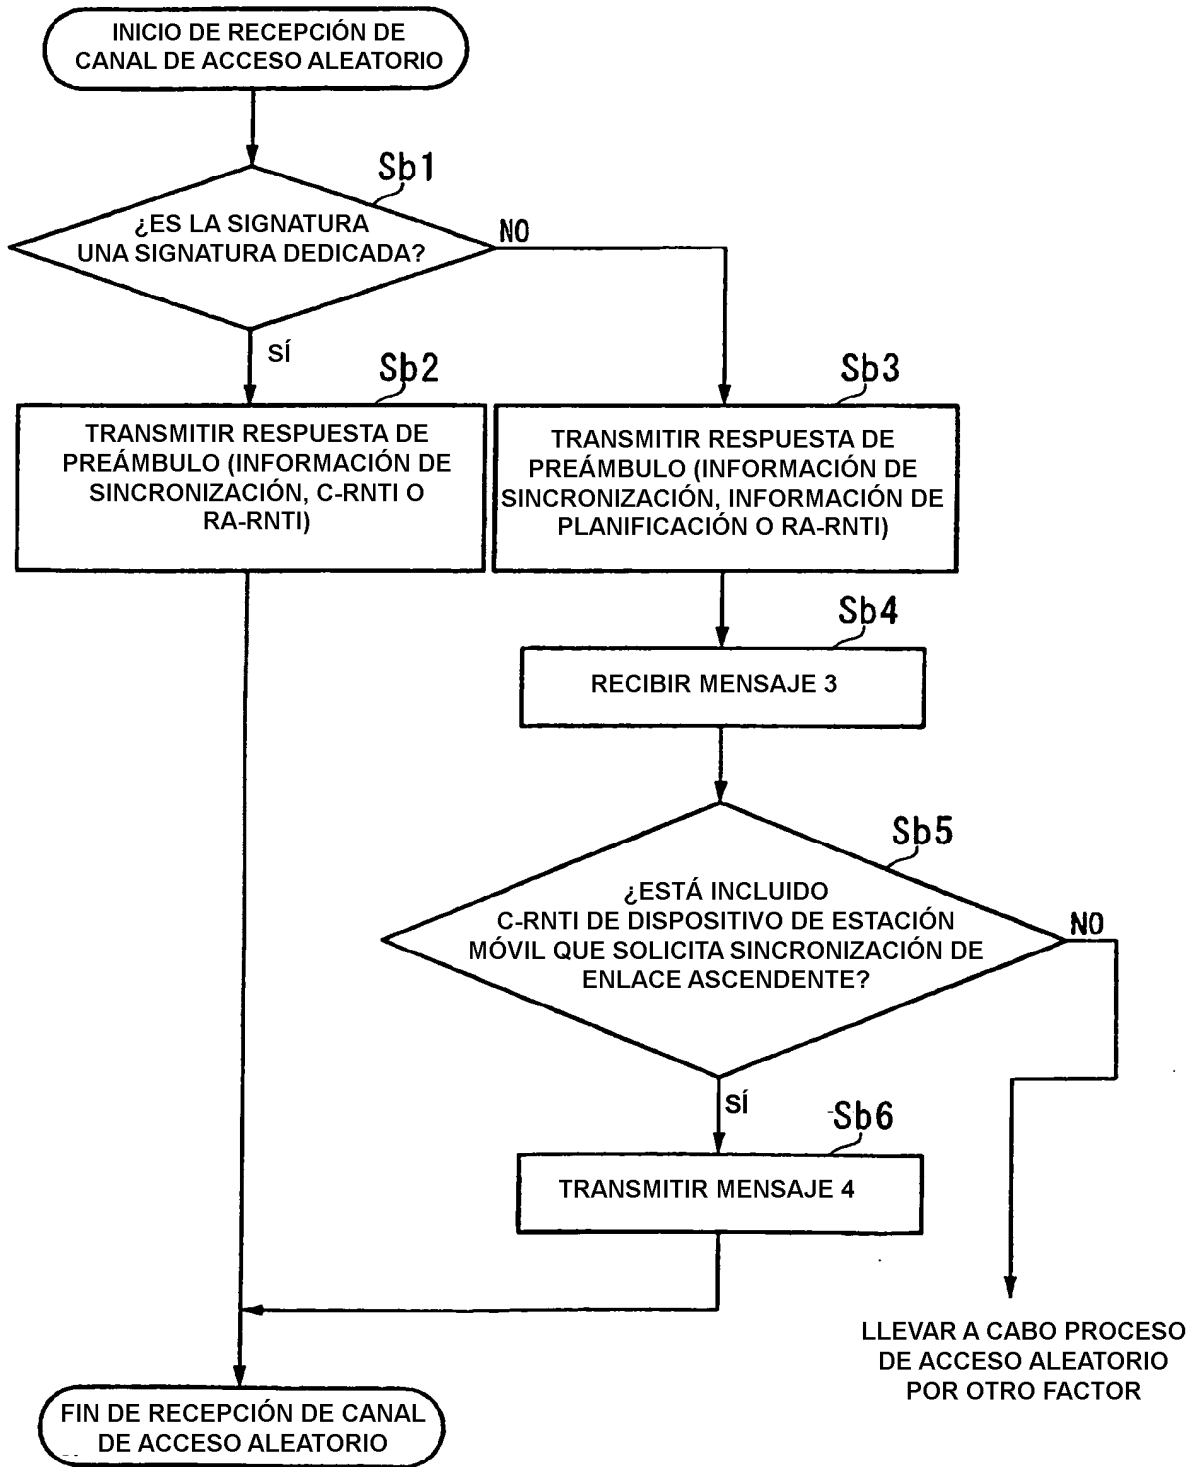 INICIO DE RECEPCIÓN DE
CANAL DE ACCESO ALEATORIO
Sb1
¿ES LA SIGNATURA
UNA SIGNATURA DEDICADA?
NO
SÍ
Sb2
TRANSMITIR RESPUESTA DE
PREÁMBULO (INFORMACIÓN DE
SINCRONIZACIÓN, C-RNTI O
RA-RNTI)
Sb3
TRANSMITIR RESPUESTA DE
PREÁMBULO (INFORMACIÓN DE
SINCRONIZACIÓN, INFORMACIÓN DE
PLANIFICACIÓN O RA-RNTI)
Sb4
RECIBIR MENSAJE 3
Sb5
¿ESTÁ INCLUIDO
C-RNTI DE DISPOSITIVO DE ESTACIÓN
MÓVIL QUE SOLICITA SINCRONIZACIÓN DE
ENLACE ASCENDENTE?
NO
SÍ
Sb6
TRANSMITIR MENSAJE 4
LLEVAR A CABO PROCESO
DE ACCESO ALEATORIO
POR OTRO FACTOR
FIN DE RECEPCIÓN DE CANAL
DE ACCESO ALEATORIO